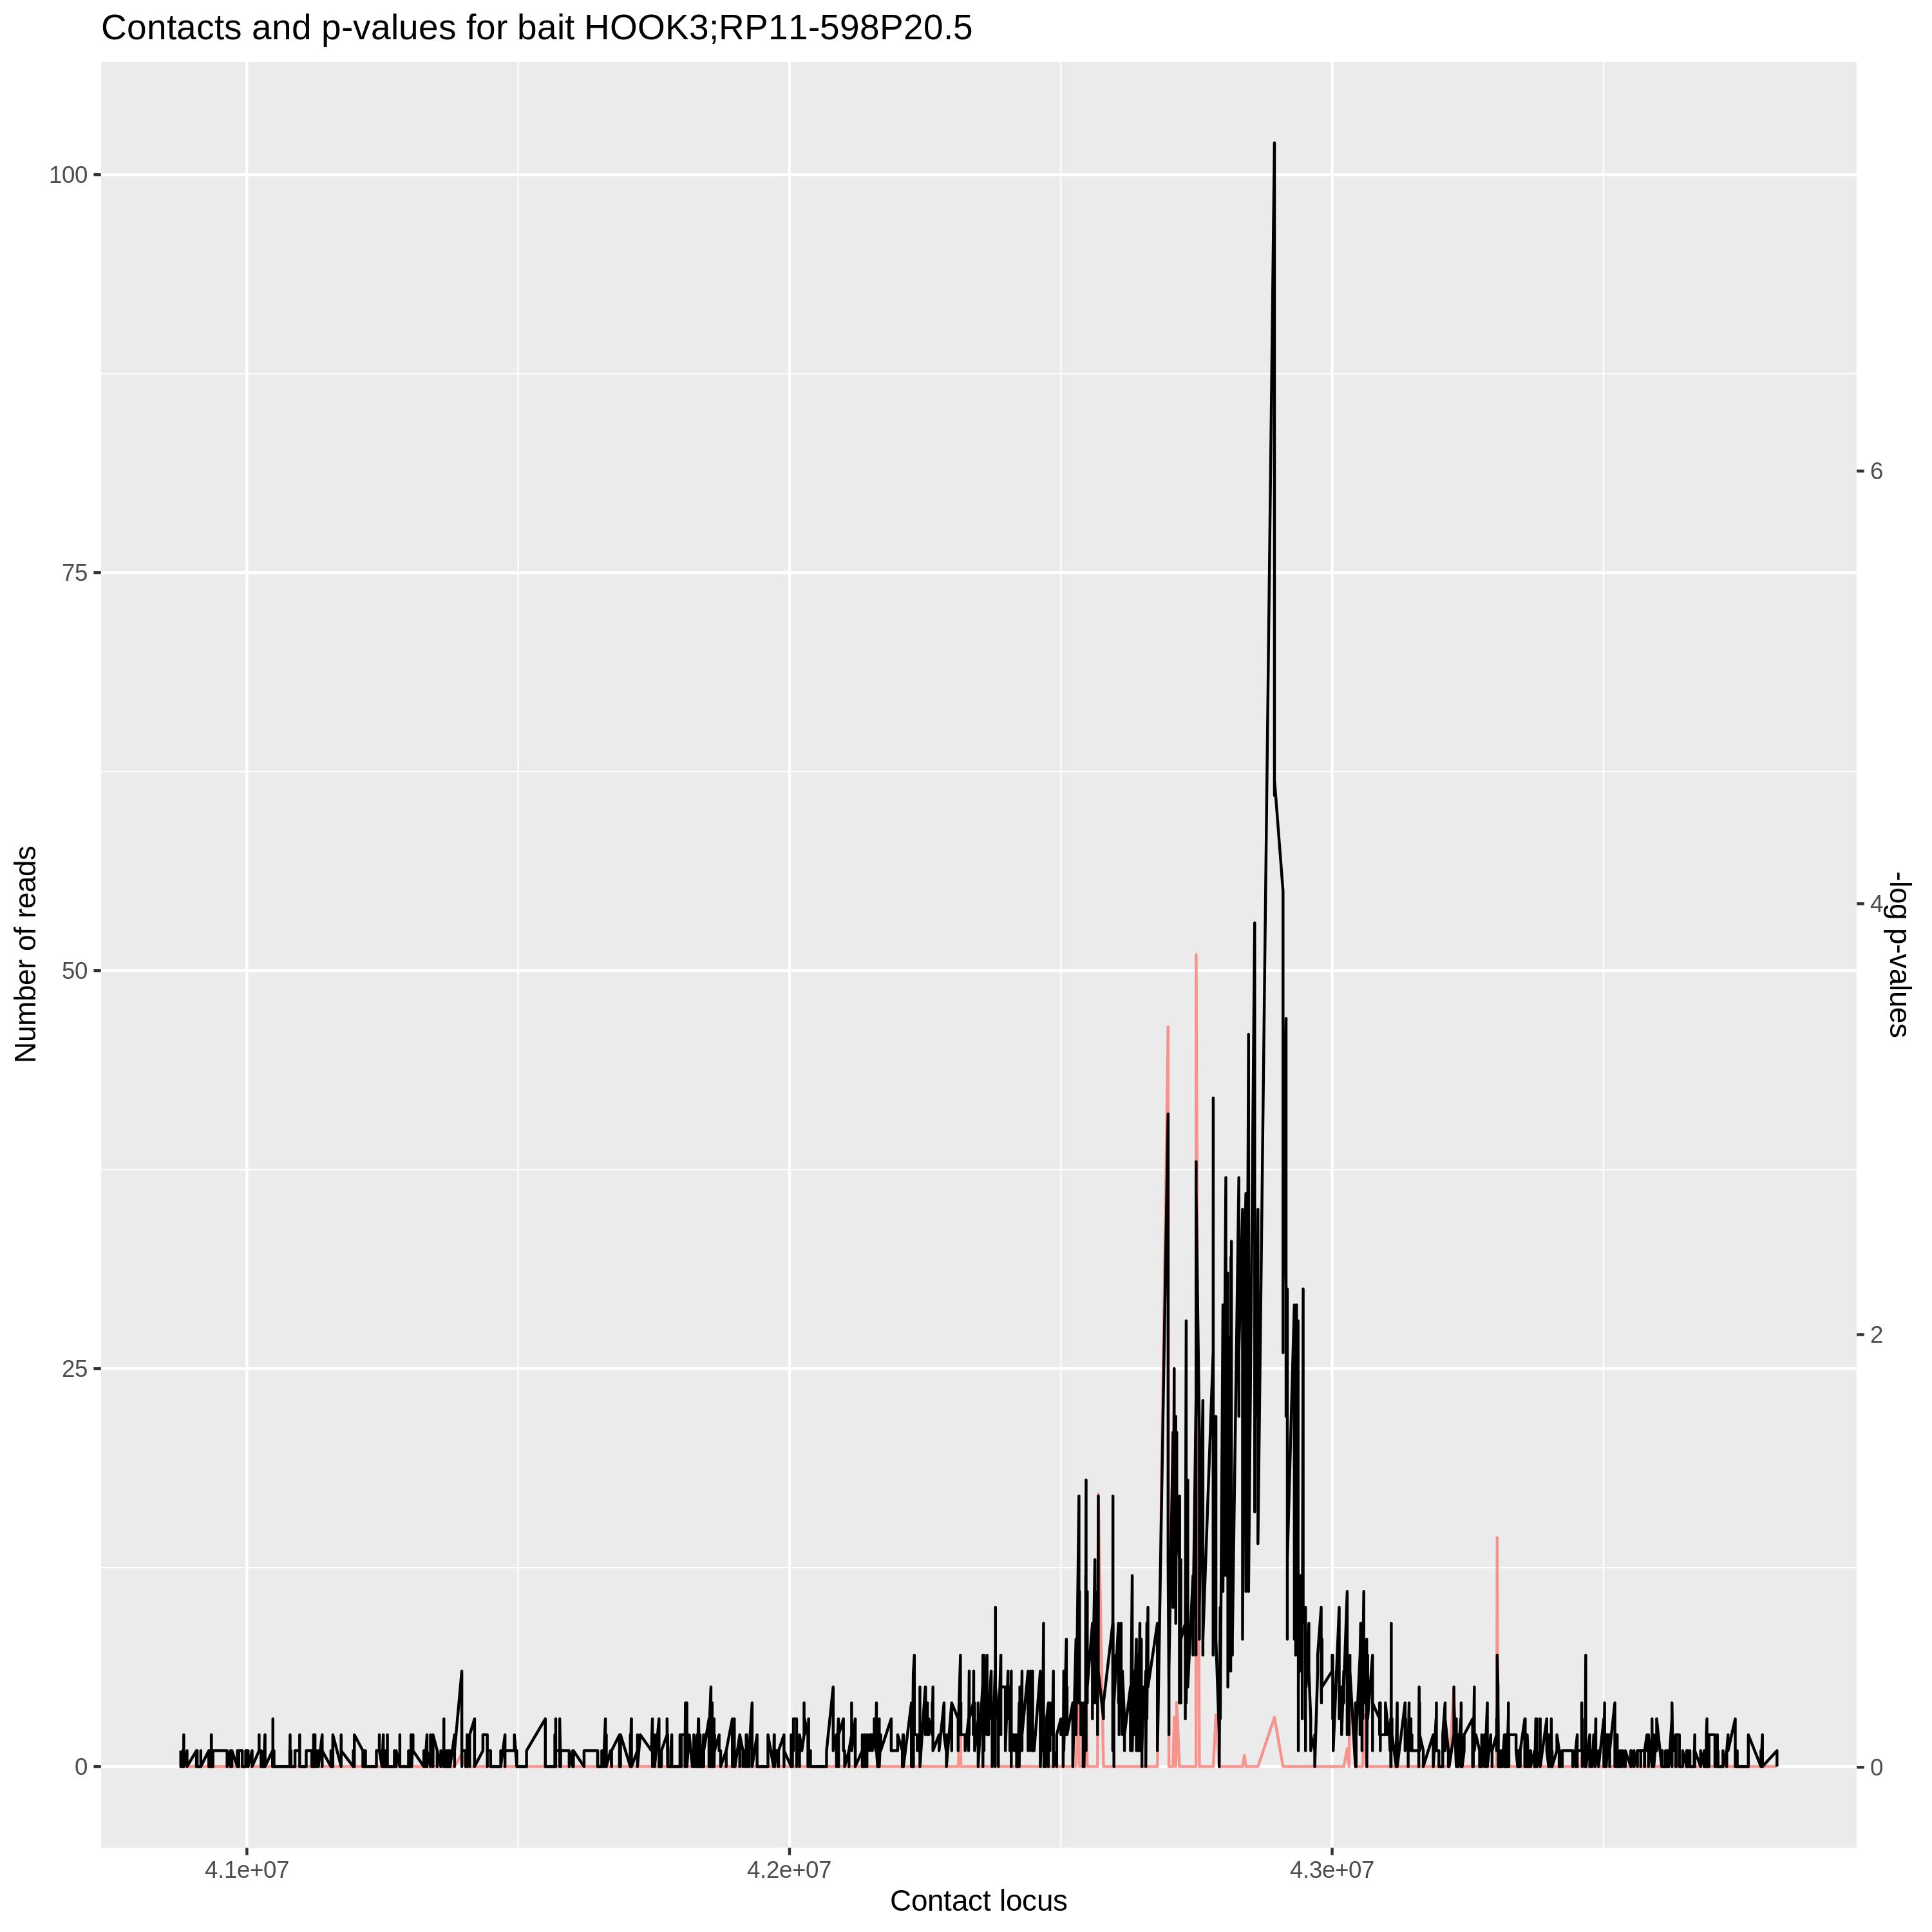 Contacts and p-values for bait HOOK3;RP11-598P20.5
Number of reads
100
75
50
25
0
6
4
2
0
-log p-values
4.1e+07
4.2e+07
4.3e+07
Contact locus